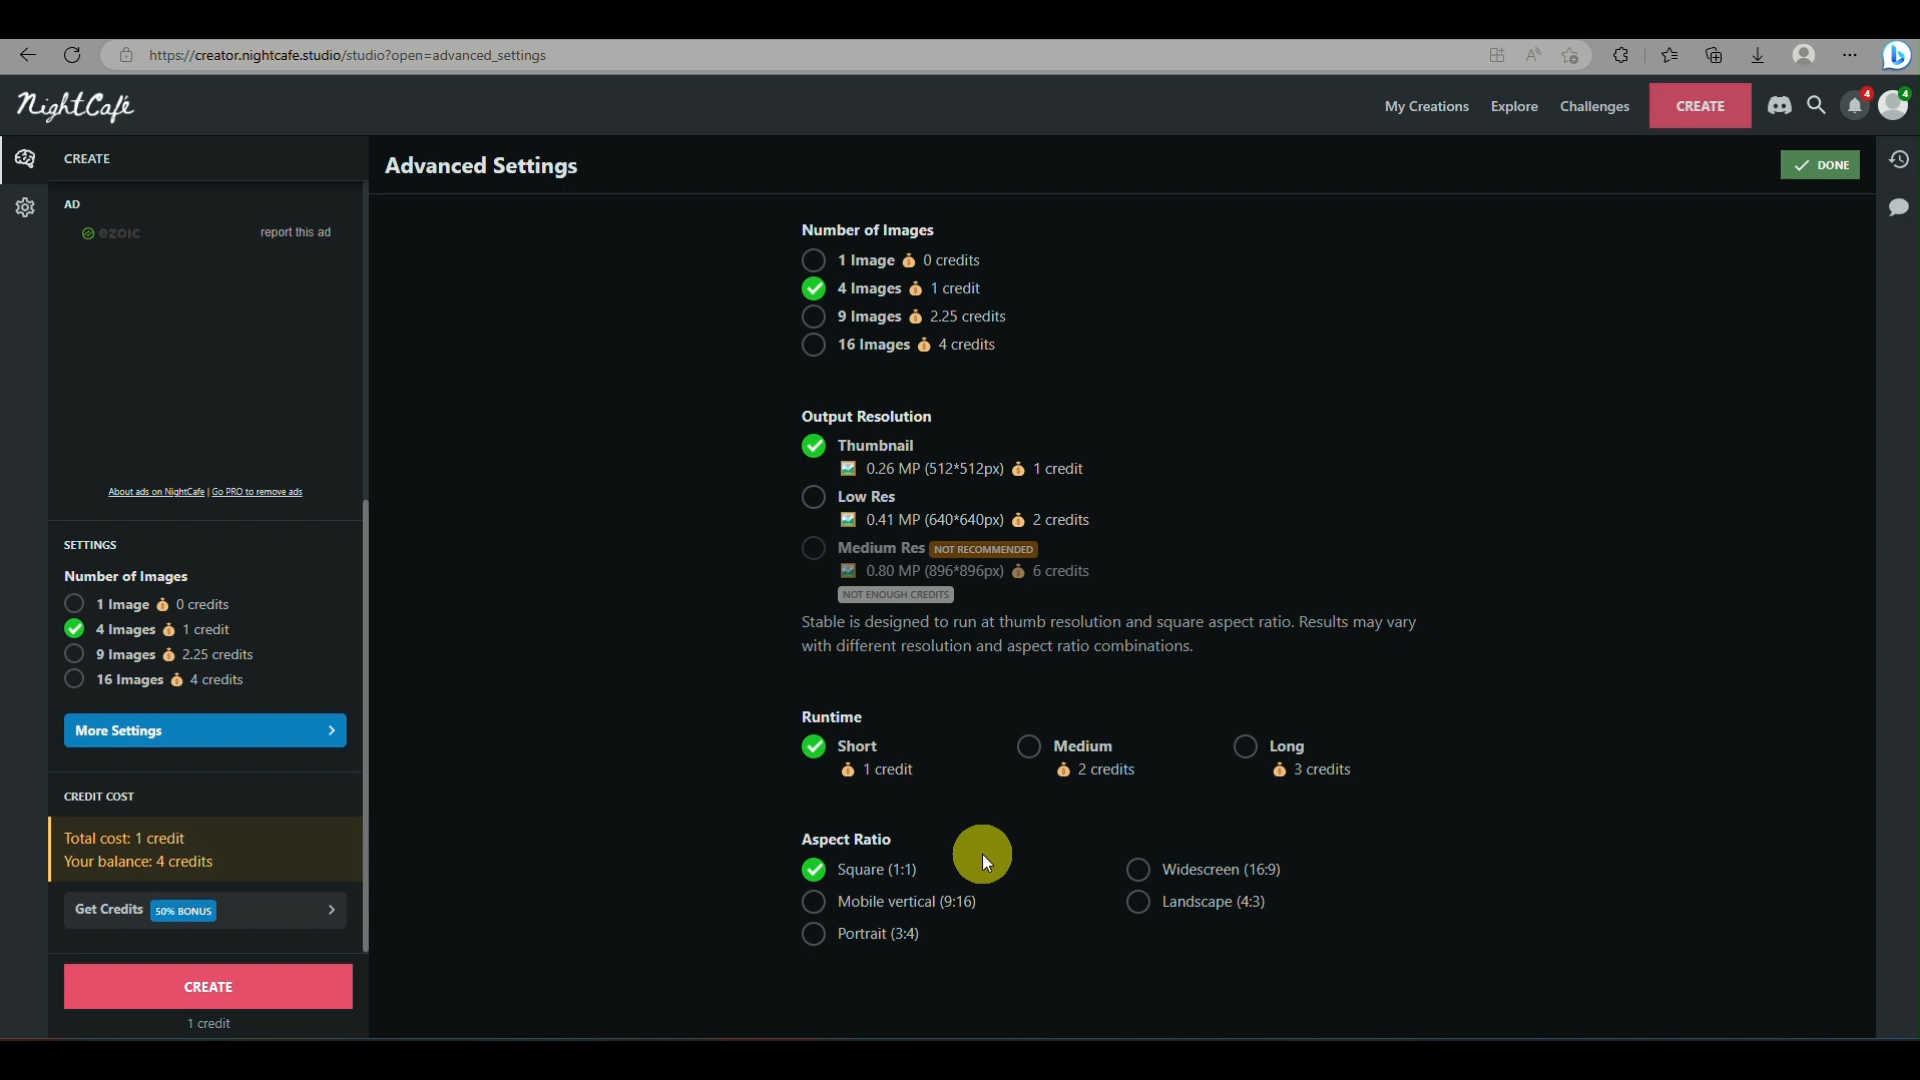 https://creator.nightcafe.studio/studio?open=advanced_settings
NightCafé
My Creations
Explore
Challenges
CREATE
4
4
CREATE
AD
ezoic
report this ad
About ads on NightCafe | Go PRO to remove ads
SETTINGS
Number of Images
1 Image 0 credits
4 Images 1 credit
9 Images 2.25 credits
16 Images 4 credits
More Settings
CREDIT COST
Total cost: 1 credit
Your balance: 4 credits
Get Credits 50% BONUS
CREATE
1 credit
Advanced Settings
DONE
Number of Images
1 Image 0 credits
4 Images 1 credit
9 Images 2.25 credits
16 Images 4 credits
Output Resolution
Thumbnail
0.26 MP (512*512px) 1 credit
Low Res
0.41 MP (640*640px) 2 credits
Medium Res NOT RECOMMENDED
0.80 MP (896*896px) 6 credits
NOT ENOUGH CREDITS
Stable is designed to run at thumb resolution and square aspect ratio. Results may vary
with different resolution and aspect ratio combinations.
Runtime
Short
1 credit
Medium
2 credits
Long
3 credits
Aspect Ratio
Square (1:1)
Widescreen (16:9)
Mobile vertical (9:16)
Landscape (4:3)
Portrait (3:4)